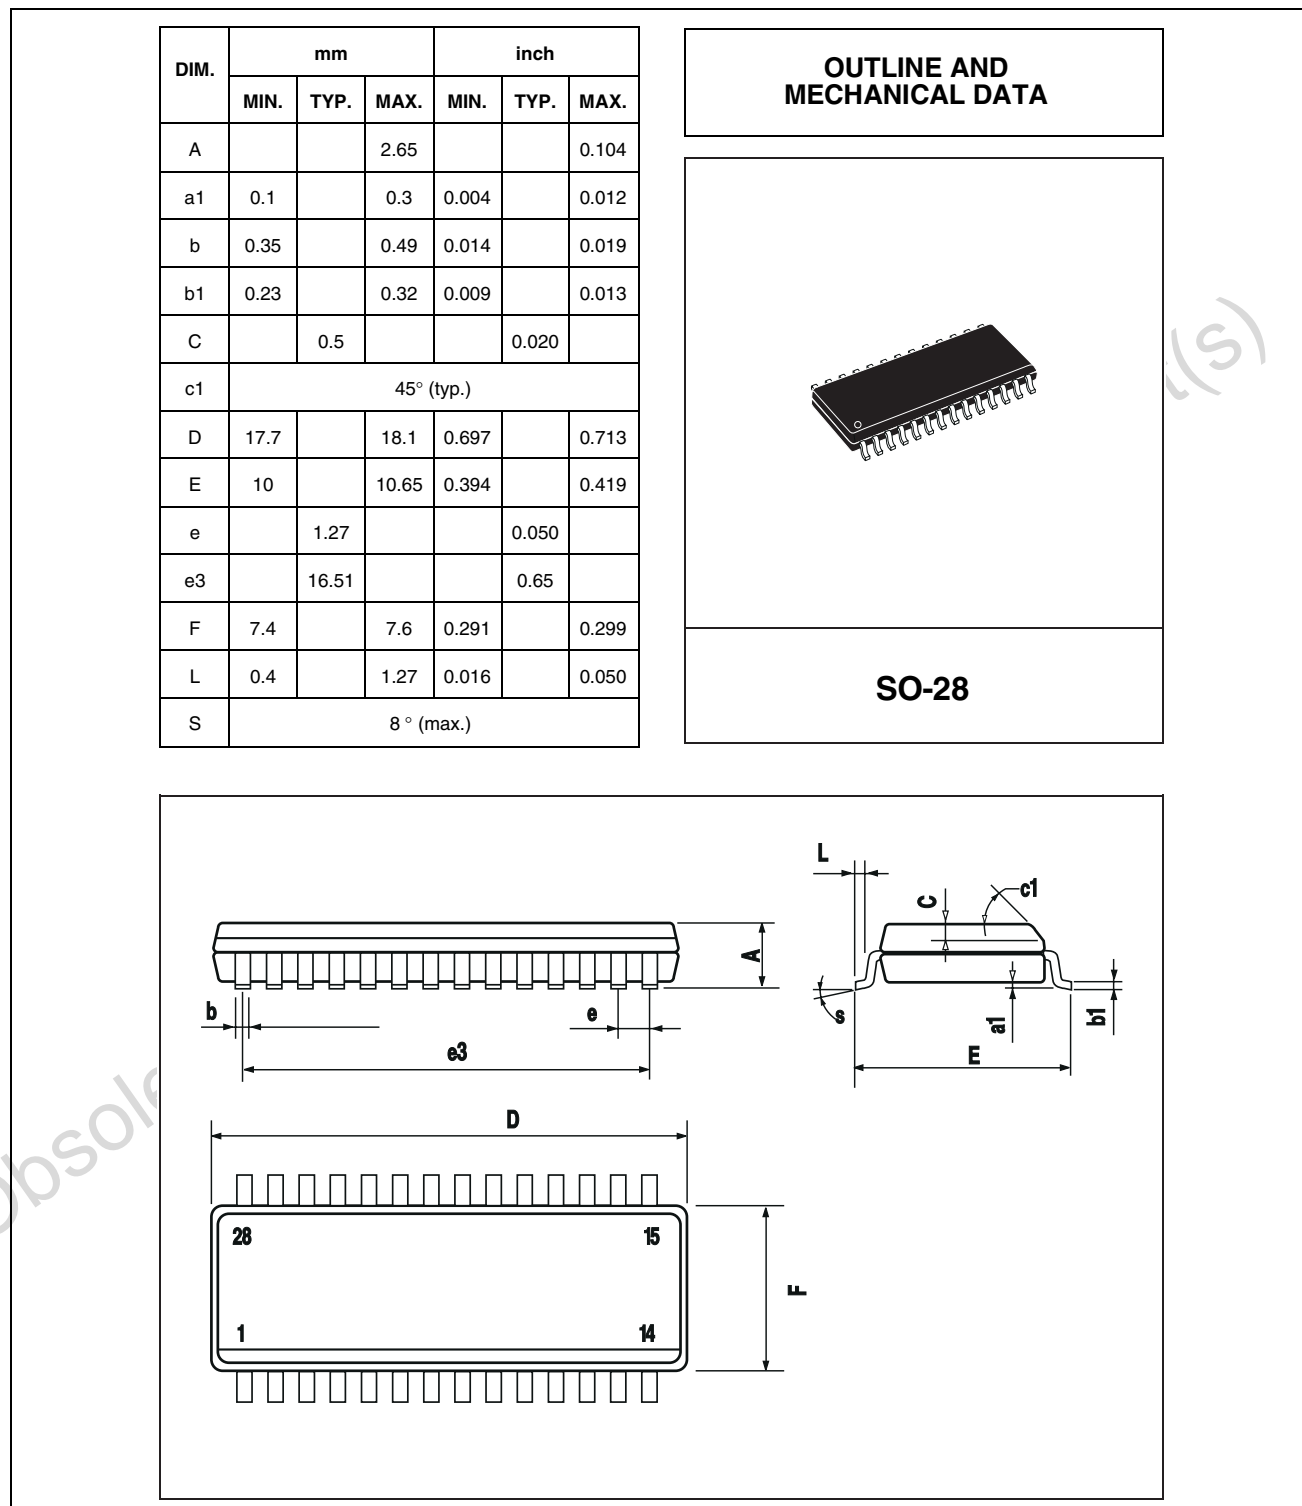 DIM. mm inch
MIN. TYP. MAX. MIN. TYP. MAX.
A 2.65 0.104
a1 0.1 0.3 0.004 0.012
b 0.35 0.49 0.014 0.019
b1 0.23 0.32 0.009 0.013
C 0.5 0.020
c1 45° (typ.)
D 17.7 18.1 0.697 0.713
E 10 10.65 0.394 0.419
e 1.27 0.050
e3 16.51 0.65
F 7.4 7.6 0.291 0.299
L 0.4 1.27 0.016 0.050
S 8 ° (max.)
OUTLINE AND
MECHANICAL DATA
SO-28
L
C
c1
A
b
e
e3
s
a1
b1
E
D
28
15
1
14
F